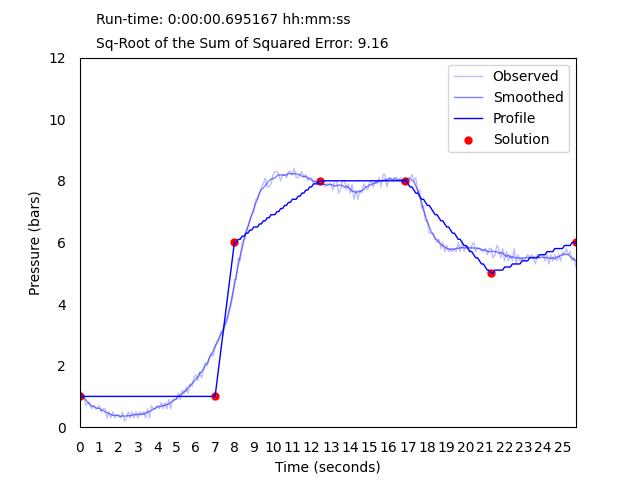 Run-time: 0:00:00.695167 hh:mm:ss
Sq-Root of the Sum of Squared Error: 9.16
12
10
8
6
4
2
0
Pressure (bars)
Observed
Smoothed
Profile
Solution
0 1 2 3 4 5 6 7 8 9 10 11 12 13 14 15 16 17 18 19 20 21 22 23 24 25
Time (seconds)